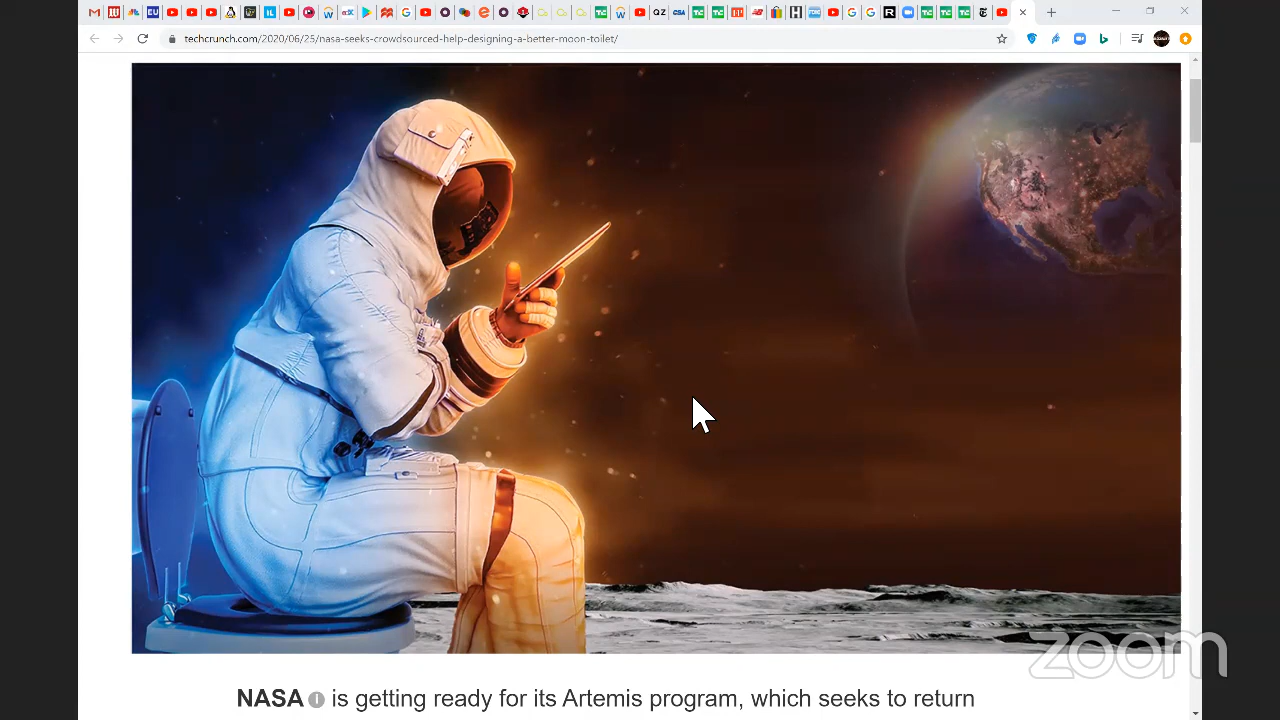 techcrunch.com/2020/06/25/nasa-seeks-crowdsourced-help-designing-a-better-moon-toilet/
NASA is getting ready for its Artemis program, which seeks to return
zoom